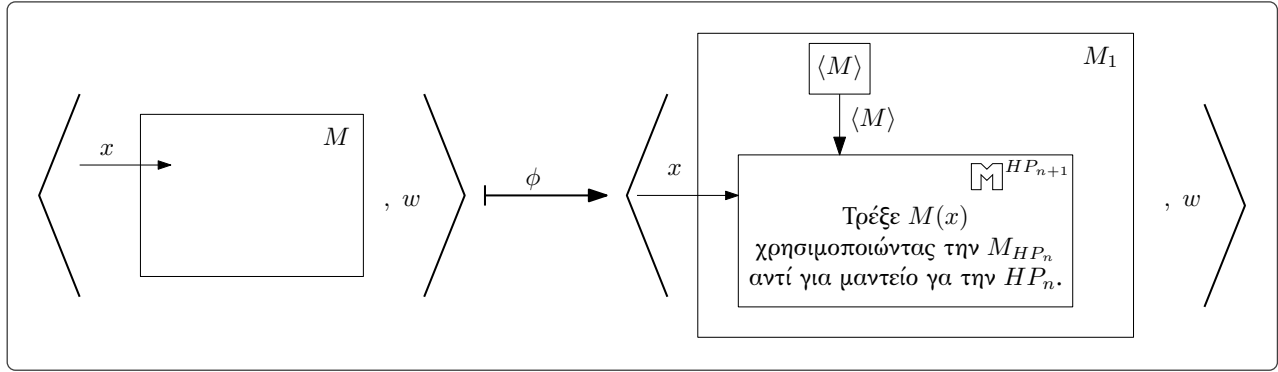 x
M
, w
ϕ
x
⟨M⟩
⟨M⟩
M₁
M^{HP_{n+1}}
Τρέξε M(x)
χρησιμοποιώντας την M_{HP_n}
αντί για μαντείο γα την HP_n.
, w